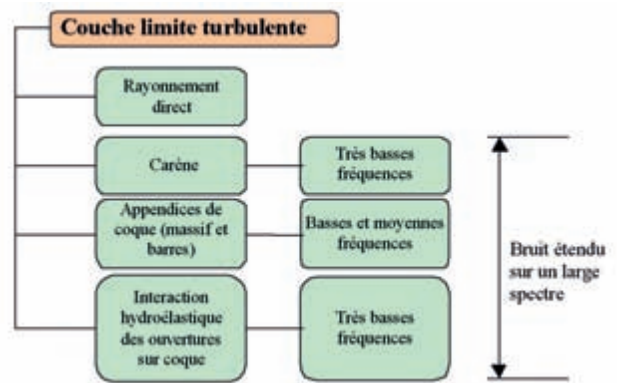 Couche limite turbulente
Rayonnement
direct
Carène
Très basses
fréquences
Appendices de
coque (massif et
barres)
Basses et moyennes
fréquences
Interaction
hydroélastique
des ouvertures
sur coque
Très basses
fréquences
Bruit étendu
sur un large
spectre